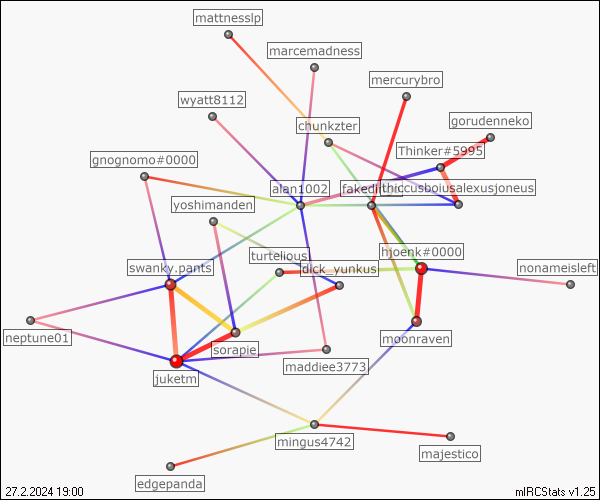 mattnesslp
marcemadness
mercurybro
wyatt8112
gorudenneko
chunkzter
Thinker#5995
gnognomo#0000
alan1002
thiccusboiusalexusjoneus
yoshimanden
turtelious
hjoenk#0000
swanky.pants
dick_yunkus
nonameisleft
neptune01
sorapie
moonraven
juketm
maddiee3773
mingus4742
majestico
edgepanda
27.2.2024 19:00
mIRCStats v1.25